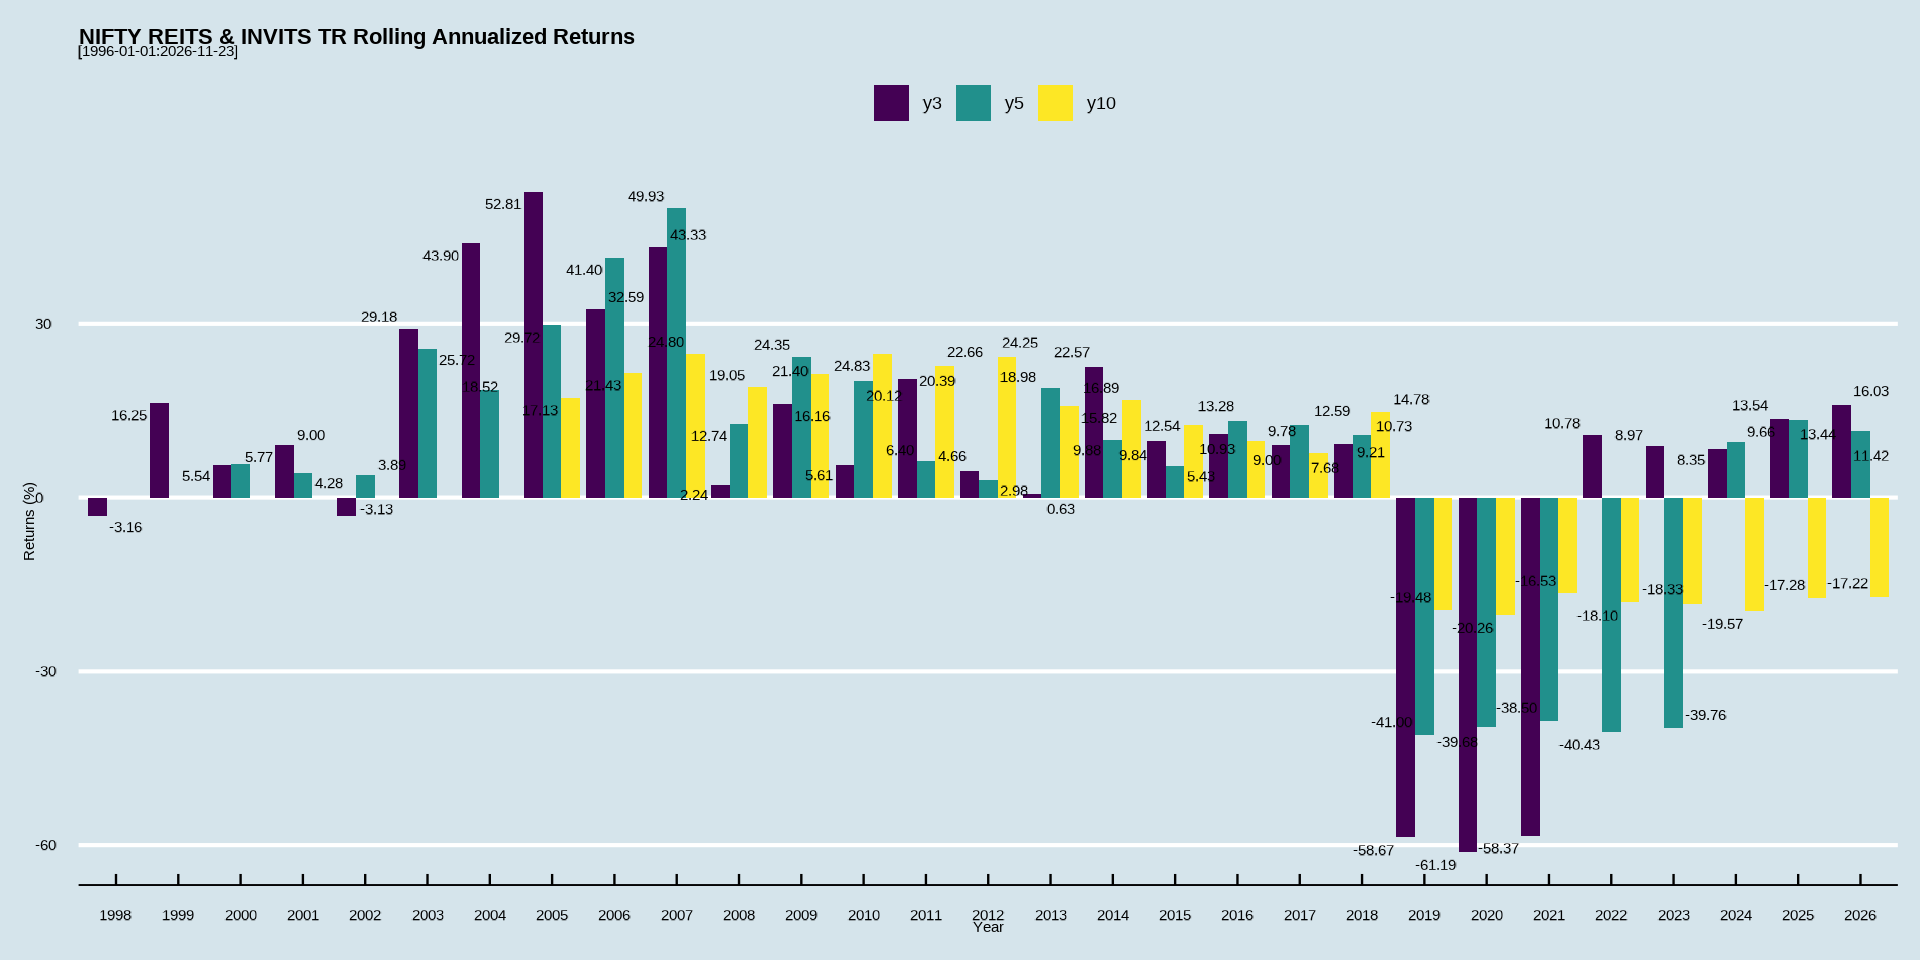 NIFTY REITS & INVITS TR Rolling Annualized Returns
[1996-01-01:2026-11-23]
y3 y5 y10
52.81 49.93
43.90 41.40 43.33
29.18 32.59
30
25.72 29.72 24.80 24.35 22.66 24.25 22.57
18.52 21.43 19.05 21.40 24.83 20.39 18.98 16.89 14.78 16.03
16.25 17.13 16.16 20.12 15.82 12.54 13.28 12.59 10.73 10.78 13.54
9.00 12.74 6.40 9.88 9.84 10.93 9.78 9.21 8.97 9.66 13.44
5.54 5.77 4.28 3.89 5.61 4.66 5.43 9.00 7.68 8.35 11.42
0
2.24 2.98
-3.16 -3.13 0.63
Returns (%)
-19.48 -20.26 -16.53 -18.10 -18.33 -19.57 -17.28 -17.22
-30
-41.00 -39.68 -38.50 -40.43 -39.76
-60
-58.67 -61.19 -58.37
1998 1999 2000 2001 2002 2003 2004 2005 2006 2007 2008 2009 2010 2011 2012 2013 2014 2015 2016 2017 2018 2019 2020 2021 2022 2023 2024 2025 2026
Year